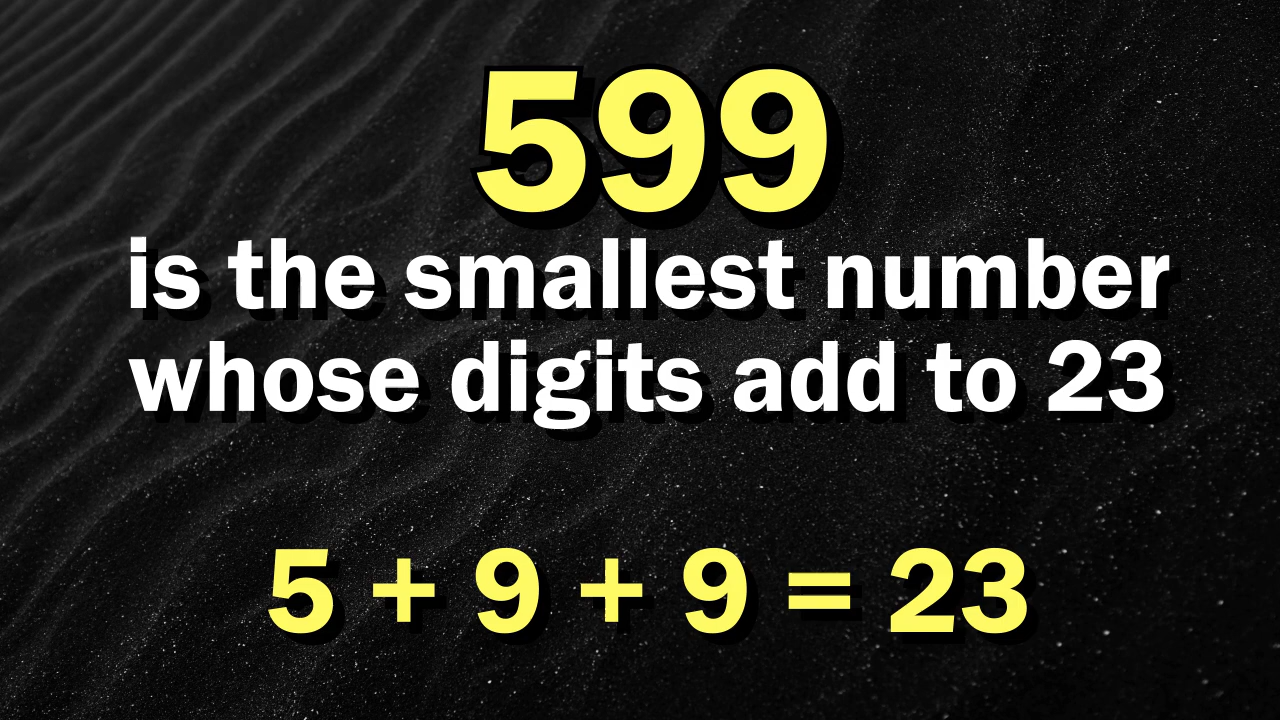 599
is the smallest number
whose digits add to 23
5 + 9 + 9 = 23